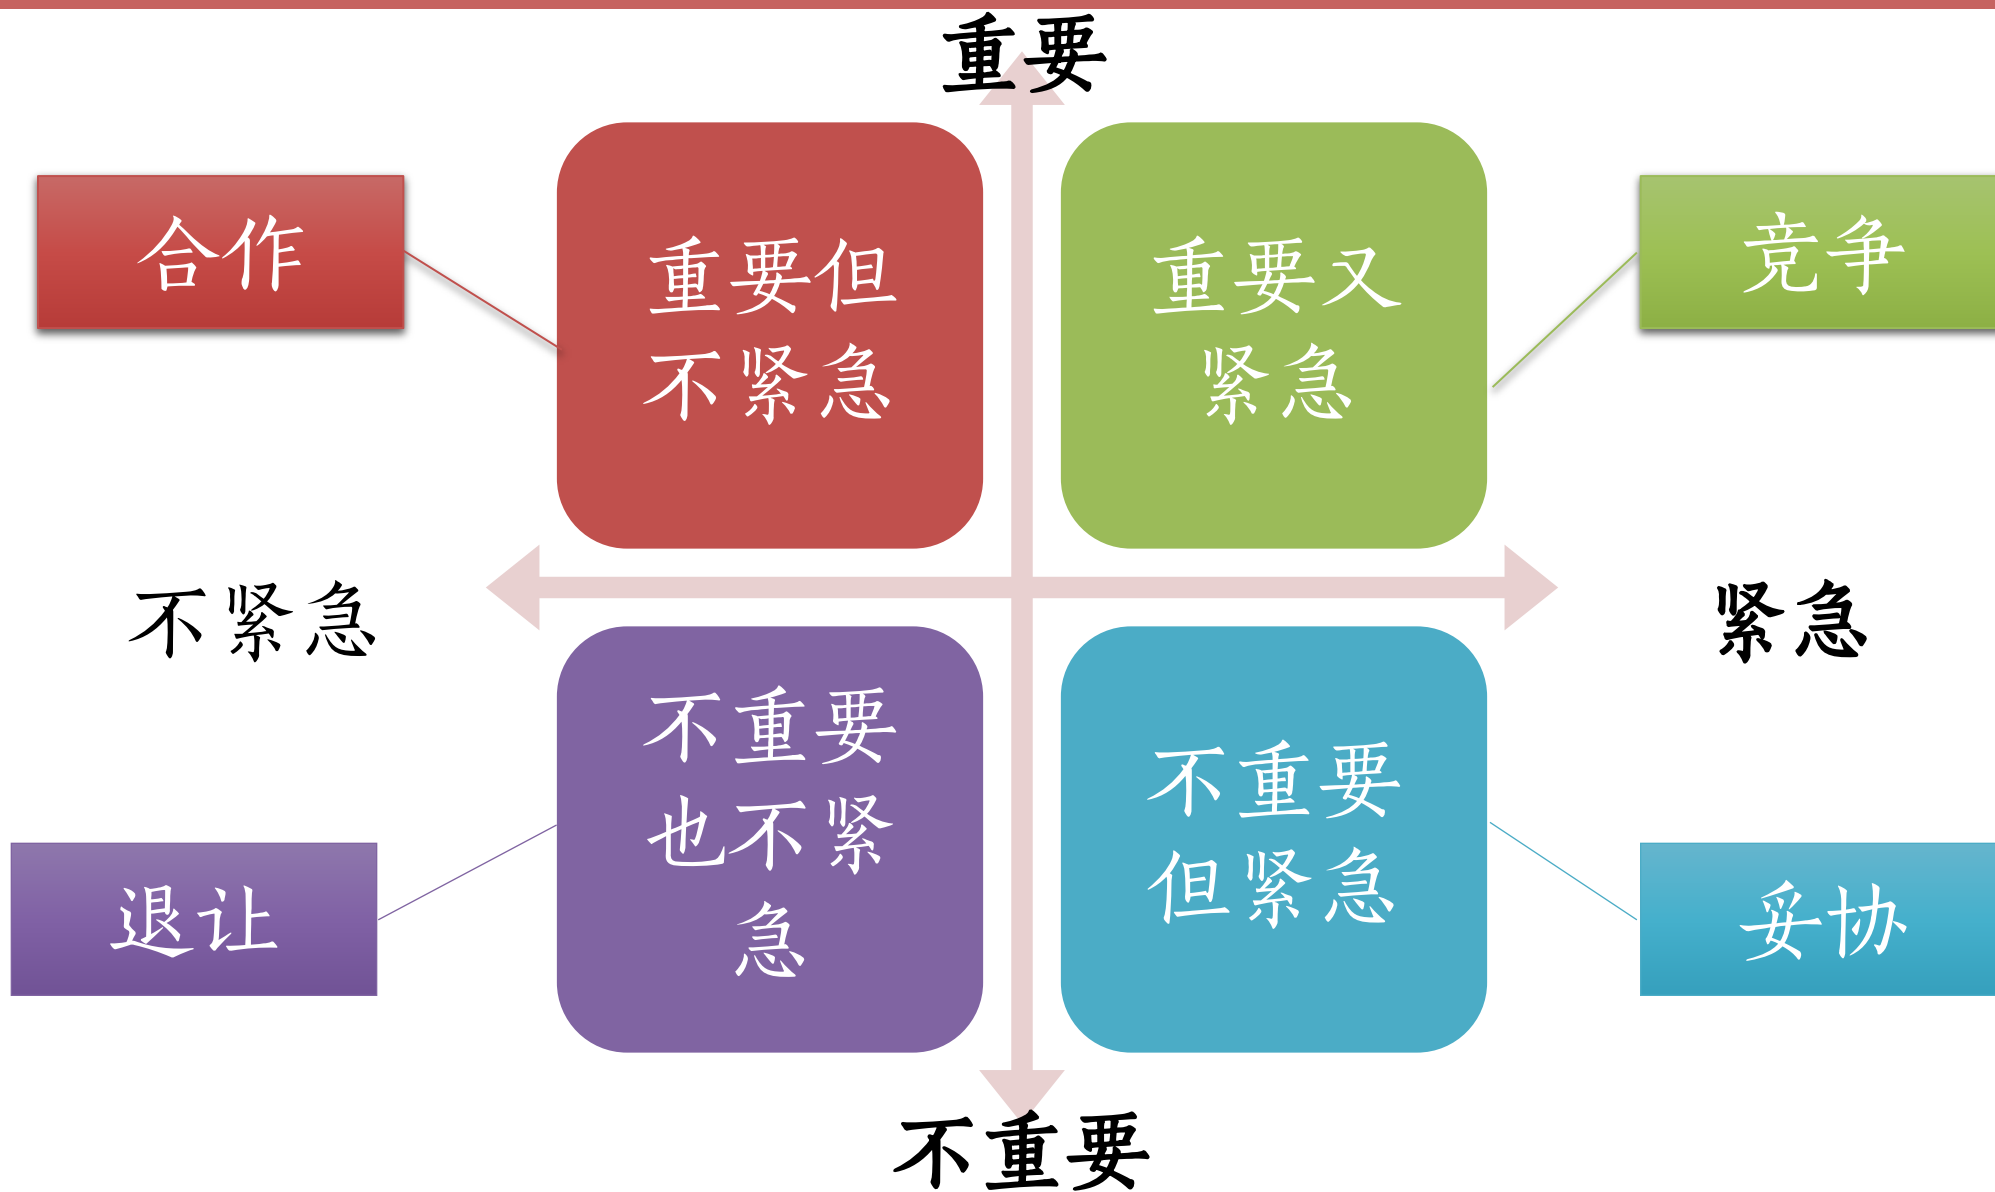 重要
合作
重要但
不紧急
重要又
紧急
竞争
不紧急
紧急
不重要
也不紧
急
不重要
但紧急
退让
妥协
不重要